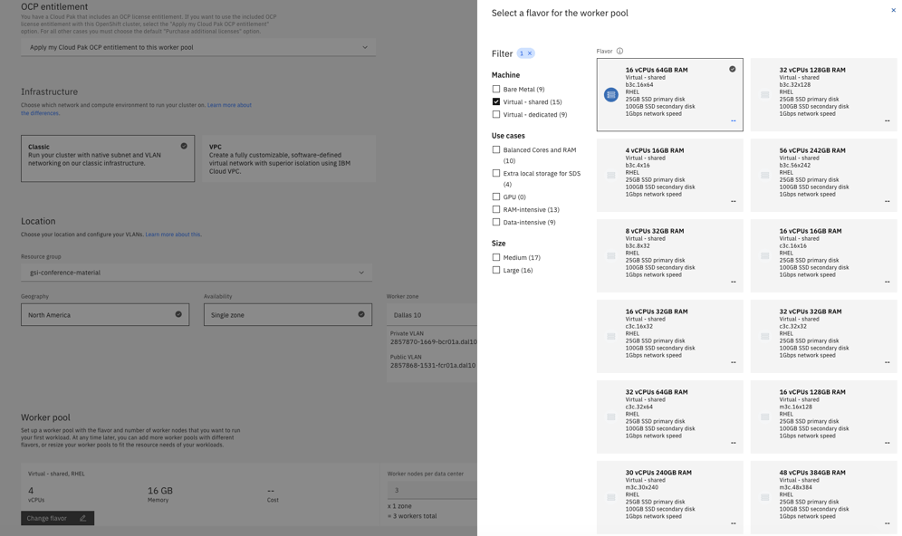 OCP entitlement
You have a Cloud Pak that includes an OCP license entitlement. If you want to use the included OCP
license entitlement with this OpenShift cluster, select the "Apply my Cloud Pak OCP entitlement"
option. For all other cases you must choose the default "Purchase additional licenses" option.
Apply my Cloud Pak OCP entitlement to this worker pool
Infrastructure
Choose which network and compute environment to run your cluster on. Learn more about
the differences.
Classic
Run your cluster with native subnet and VLAN
networking on our classic infrastructure.
VPC
Create a fully customizable, software-defined
virtual network with superior isolation using IBM
Cloud VPC.
Location
Choose your location and configure your VLANs. Learn more about this.
Resource group
gsi-conference-material
Geography
North America
Availability
Single zone
Worker zone
Dallas 10
Private VLAN
2857870-1669-bcr01a.dal10
Public VLAN
2857868-1531-fcr01a.dal10
Worker pool
Set up a worker pool with the flavor and number of worker nodes that you want to run
your first workload. At any time later, you can add more worker pools with different
flavors, or resize your worker pools to fit the resource needs of your workloads.
Virtual - shared, RHEL
4
vCPUs
16 GB
Memory
--
Cost
Change flavor
Worker nodes per data center
3
x 1 zone
= 3 workers total
Select a flavor for the worker pool
Filter 1 ×
Machine
Bare Metal (9)
Virtual - shared (15)
Virtual - dedicated (9)
Use cases
Balanced Cores and RAM
(10)
Extra local storage for SDS
(4)
GPU (0)
RAM-intensive (13)
Data-intensive (9)
Size
Medium (17)
Large (16)
Flavor
16 vCPUs 64GB RAM
Virtual - shared
b3c.16x64
RHEL
25GB SSD primary disk
100GB SSD secondary disk
1Gbps network speed
--
32 vCPUs 128GB RAM
Virtual - shared
b3c.32x128
RHEL
25GB SSD primary disk
100GB SSD secondary disk
1Gbps network speed
--
4 vCPUs 16GB RAM
Virtual - shared
b3c.4x16
RHEL
25GB SSD primary disk
100GB SSD secondary disk
1Gbps network speed
--
56 vCPUs 242GB RAM
Virtual - shared
b3c.56x242
RHEL
25GB SSD primary disk
100GB SSD secondary disk
1Gbps network speed
--
8 vCPUs 32GB RAM
Virtual - shared
b3c.8x32
RHEL
25GB SSD primary disk
100GB SSD secondary disk
1Gbps network speed
--
16 vCPUs 16GB RAM
Virtual - shared
c3c.16x16
RHEL
25GB SSD primary disk
100GB SSD secondary disk
1Gbps network speed
--
16 vCPUs 32GB RAM
Virtual - shared
c3c.16x32
RHEL
25GB SSD primary disk
100GB SSD secondary disk
1Gbps network speed
--
32 vCPUs 32GB RAM
Virtual - shared
c3c.32x32
RHEL
25GB SSD primary disk
100GB SSD secondary disk
1Gbps network speed
--
32 vCPUs 64GB RAM
Virtual - shared
c3c.32x64
RHEL
25GB SSD primary disk
100GB SSD secondary disk
1Gbps network speed
--
16 vCPUs 128GB RAM
Virtual - shared
m3c.16x128
RHEL
25GB SSD primary disk
100GB SSD secondary disk
1Gbps network speed
--
30 vCPUs 240GB RAM
Virtual - shared
m3c.30x240
RHEL
25GB SSD primary disk
100GB SSD secondary disk
1Gbps network speed
--
48 vCPUs 384GB RAM
Virtual - shared
m3c.48x384
RHEL
25GB SSD primary disk
100GB SSD secondary disk
1Gbps network speed
--